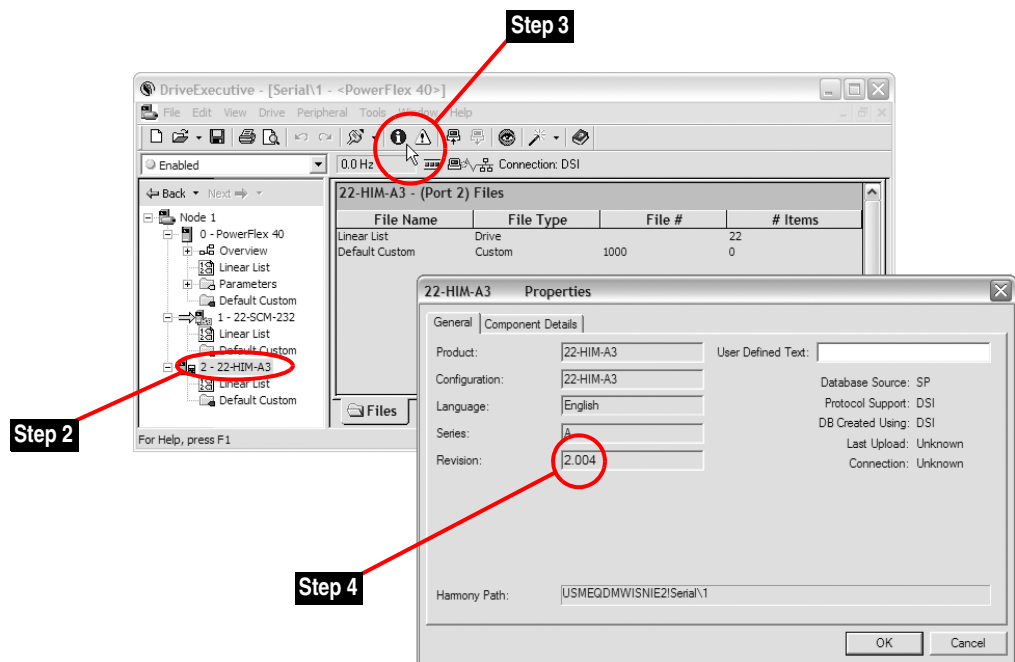 Step 3
DriveExecutive - [Serial\1 - <PowerFlex 40>]
File Edit View Drive Peripheral Tools Window Help
Enabled
0.0 Hz
Connection: DSI
Back Next
Node 1
0 - PowerFlex 40
Overview
Linear List
Parameters
Default Custom
1 - 22-SCM-232
Linear List
Default Custom
2 - 22-HIM-A3
Linear List
Default Custom
22-HIM-A3 - (Port 2) Files
File Name File Type File # # Items
Linear List Drive 22
Default Custom Custom 1000 0
Files
For Help, press F1
Step 2
22-HIM-A3 Properties
General Component Details
Product: 22-HIM-A3
Configuration: 22-HIM-A3
Language: English
Series: A
Revision: 2.004
User Defined Text:
Database Source: SP
Protocol Support: DSI
DB Created Using: DSI
Last Upload: Unknown
Connection: Unknown
Step 4
Harmony Path: USMEQDMWISNIE2!Serial\1
OK Cancel